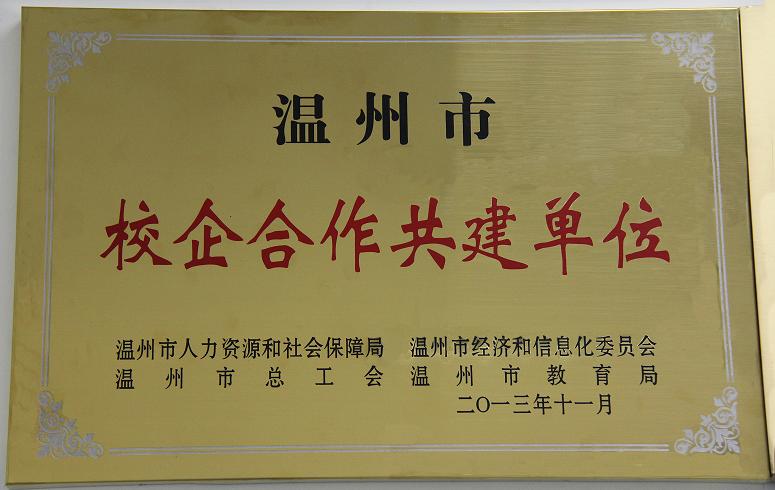 温州市
校企合作共建单位
温州市人力资源和社会保障局 温州市经济和信息化委员会
温州市总工会 温州市教育局
二〇一三年十一月